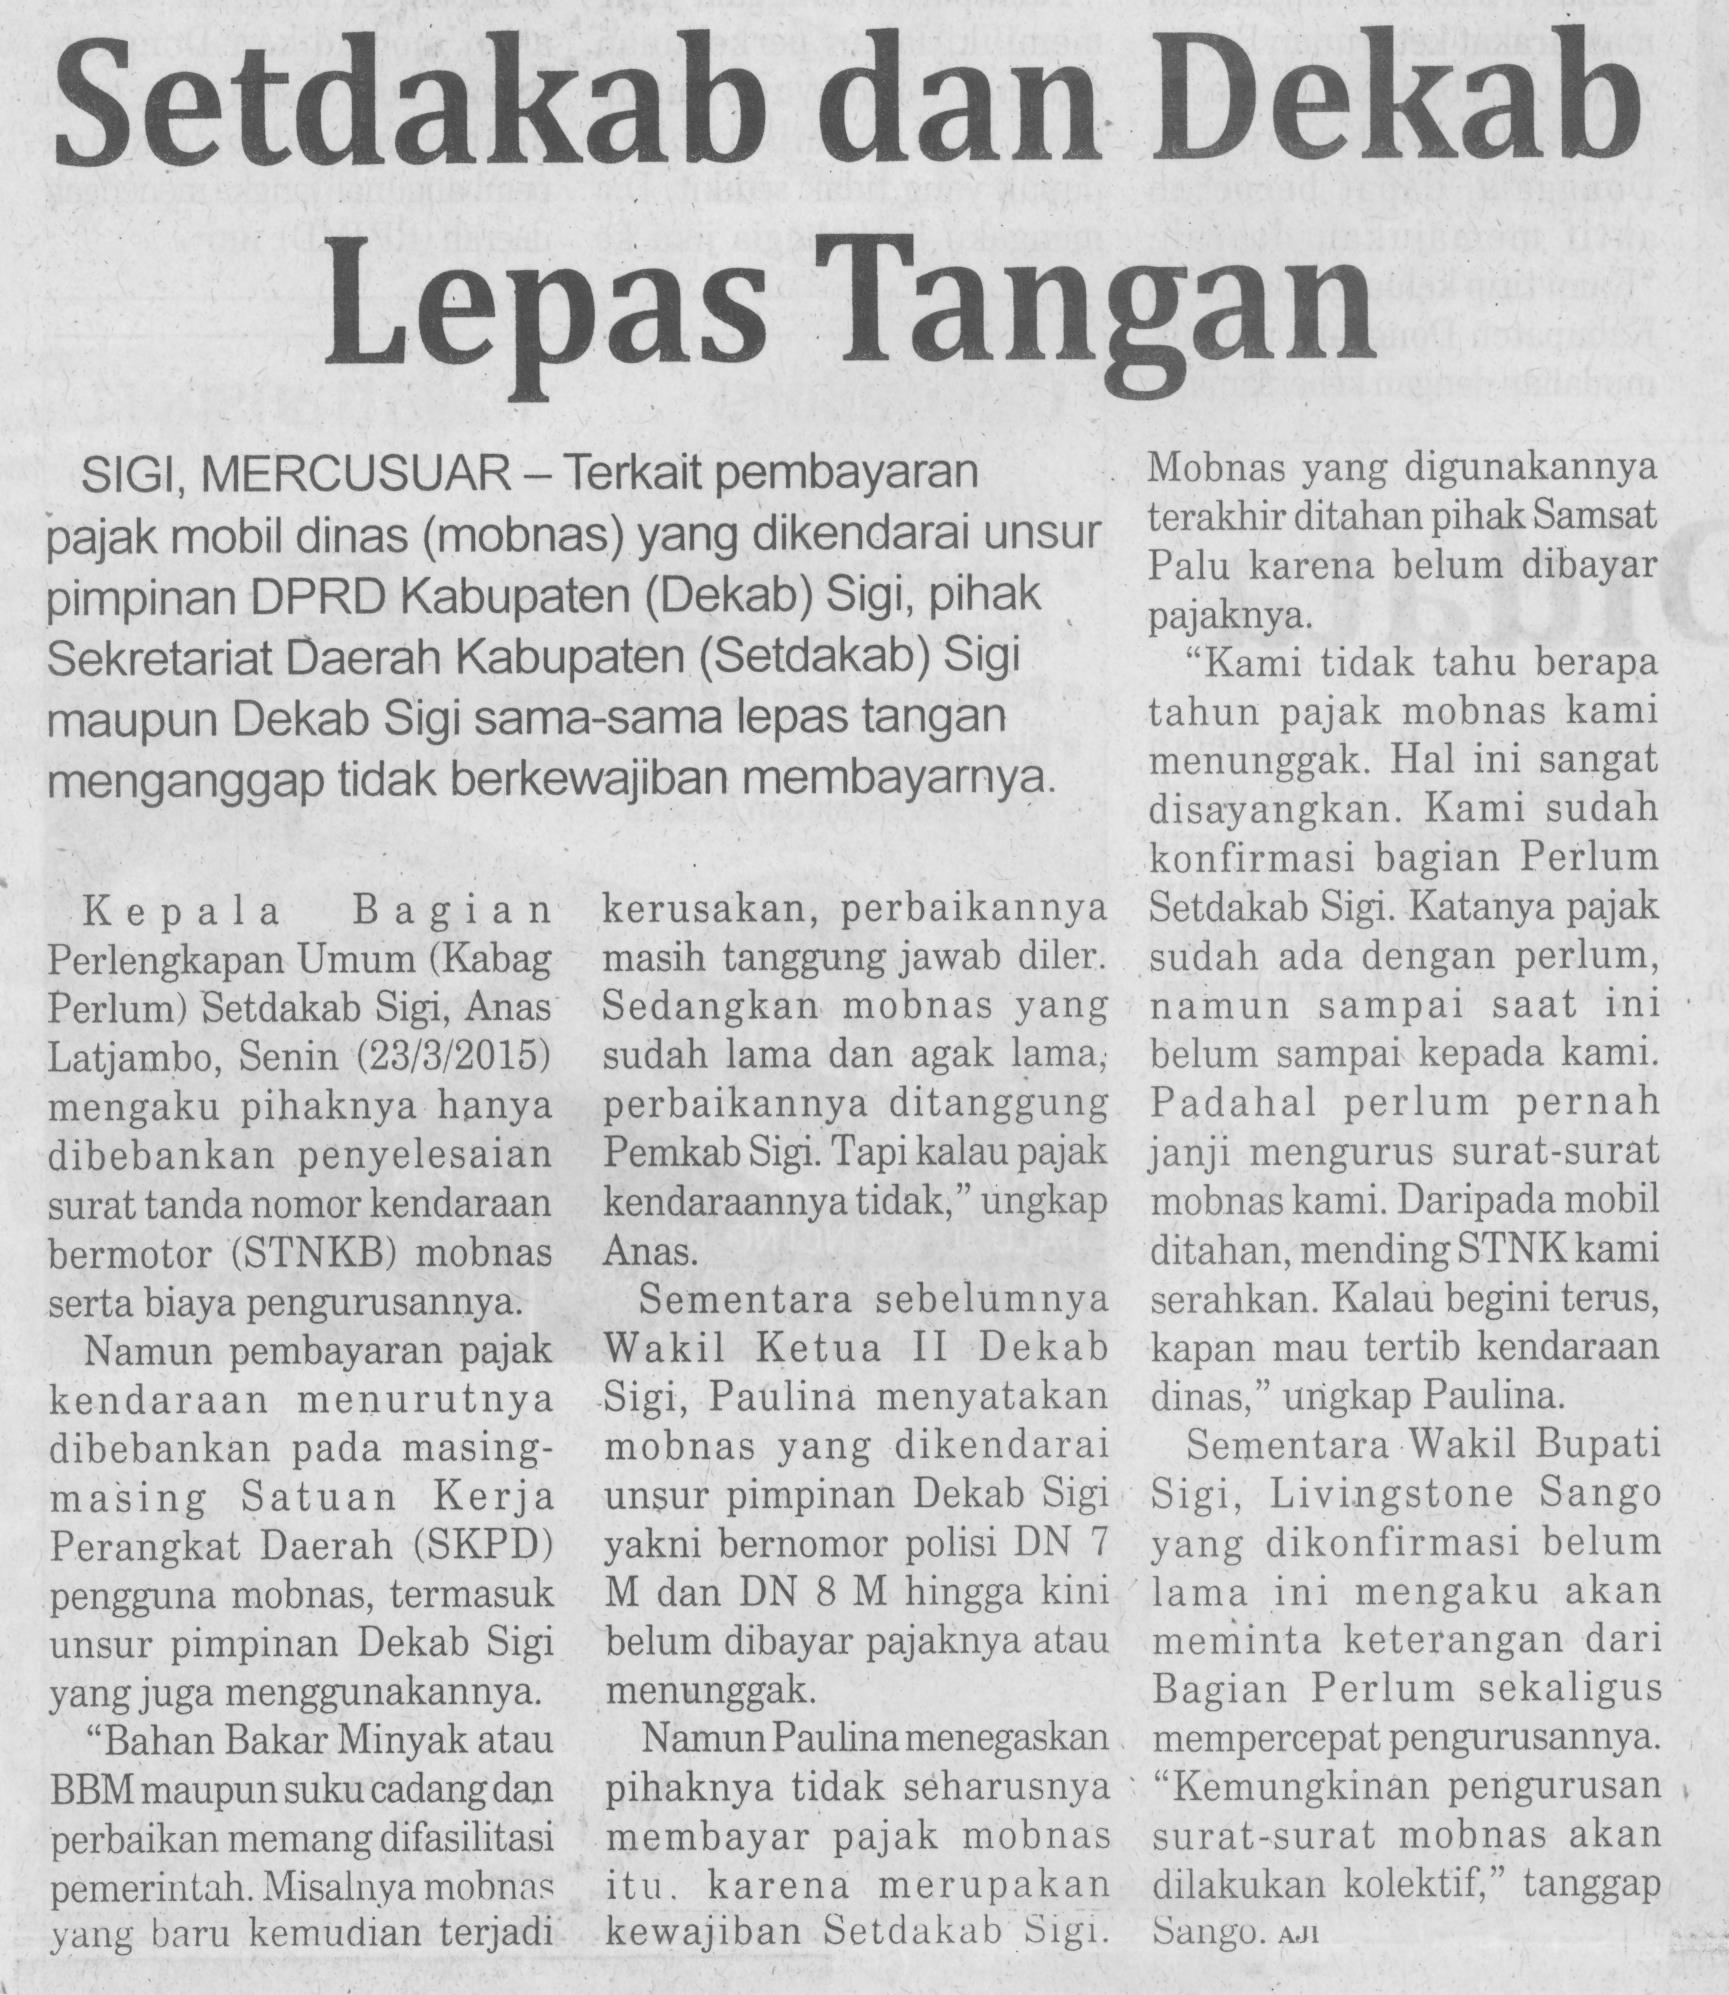 Setdakab dan Dekab
Lepas Tangan
SIGI, MERCUSUAR – Terkait pembayaran
pajak mobil dinas (mobnas) yang dikendarai unsur
pimpinan DPRD Kabupaten (Dekab) Sigi, pihak
Sekretariat Daerah Kabupaten (Setdakab) Sigi
maupun Dekab Sigi sama-sama lepas tangan
menganggap tidak berkewajiban membayarnya.
Kepala Bagian
Perlengkapan Umum (Kabag
Perlum) Setdakab Sigi, Anas
Latjambo, Senin (23/3/2015)
mengaku pihaknya hanya
dibebankan penyelesaian
surat tanda nomor kendaraan
bermotor (STNKB) mobnas
serta biaya pengurusannya.
Namun pembayaran pajak
kendaraan menurutnya
dibebankan pada masing-
masing Satuan Kerja
Perangkat Daerah (SKPD)
pengguna mobnas, termasuk
unsur pimpinan Dekab Sigi
yang juga menggunakannya.
“Bahan Bakar Minyak atau
BBM maupun suku cadang dan
perbaikan memang difasilitasi
pemerintah. Misalnya mobnas
yang baru kemudian terjadi
kerusakan, perbaikannya
masih tanggung jawab diler.
Sedangkan mobnas yang
sudah lama dan agak lama,
perbaikannya ditanggung
Pemkab Sigi. Tapi kalau pajak
kendaraannya tidak,” ungkap
Anas.
Sementara sebelumnya
Wakil Ketua II Dekab
Sigi, Paulina menyatakan
mobnas yang dikendarai
unsur pimpinan Dekab Sigi
yakni bernomor polisi DN 7
M dan DN 8 M hingga kini
belum dibayar pajaknya atau
menunggak.
Namun Paulina menegaskan
pihaknya tidak seharusnya
membayar pajak mobnas
itu. karena merupakan
kewajiban Setdakab Sigi.
Mobnas yang digunakannya
terakhir ditahan pihak Samsat
Palu karena belum dibayar
pajaknya.
“Kami tidak tahu berapa
tahun pajak mobnas kami
menunggak. Hal ini sangat
disayangkan. Kami sudah
konfirmasi bagian Perlum
Setdakab Sigi. Katanya pajak
sudah ada dengan perlum,
namun sampai saat ini
belum sampai kepada kami.
Padahal perlum pernah
janji mengurus surat-surat
mobnas kami. Daripada mobil
ditahan, mending STNK kami
serahkan. Kalau begini terus,
kapan mau tertib kendaraan
dinas,” ungkap Paulina.
Sementara Wakil Bupati
Sigi, Livingstone Sango
yang dikonfirmasi belum
lama ini mengaku akan
meminta keterangan dari
Bagian Perlum sekaligus
mempercepat pengurusannya.
“Kemungkinan pengurusan
surat-surat mobnas akan
dilakukan kolektif,” tanggap
Sango. AJI